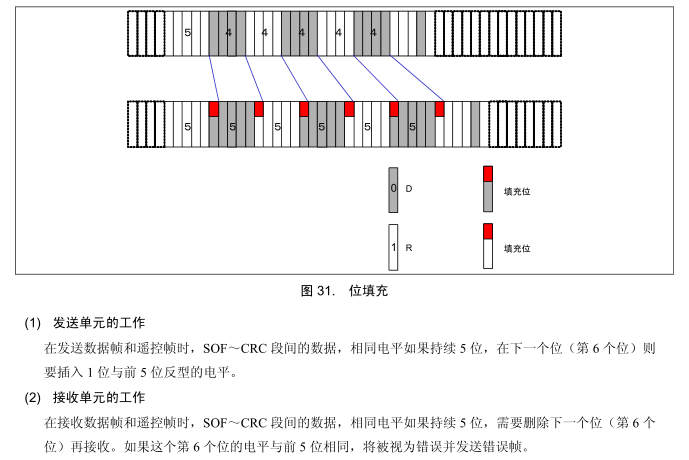 5 4 4 4 4 4
5 5 5 5 5 5
0 D 填充位
1 R 填充位
图 31. 位填充
(1) 发送单元的工作
在发送数据帧和遥控帧时，SOF～CRC 段间的数据，相同电平如果持续 5 位，在下一个位（第 6 个位）则
要插入 1 位与前 5 位反型的电平。
(2) 接收单元的工作
在接收数据帧和遥控帧时，SOF～CRC 段间的数据，相同电平如果持续 5 位，需要删除下一个位（第 6 个
位）再接收。如果这个第 6 个位的电平与前 5 位相同，将被视为错误并发送错误帧。